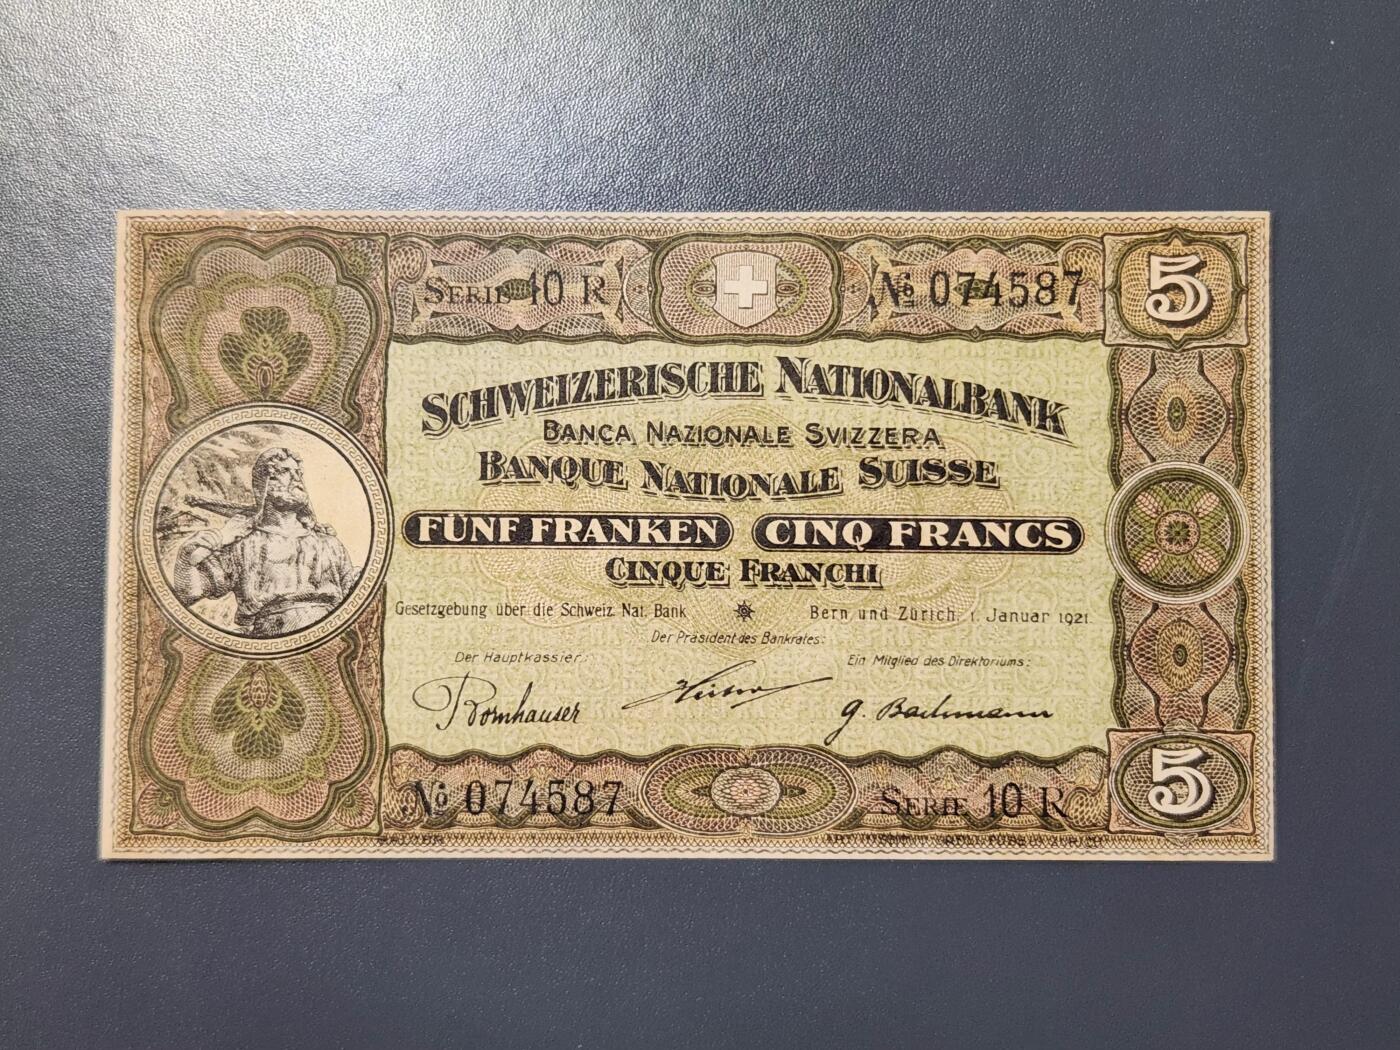 SERIE 10 R
№ 074587
5
SCHWEIZERISCHE NATIONALBANK
BANCA NAZIONALE SVIZZERA
BANQUE NATIONALE SUISSE
FÜNF FRANKEN CINQ FRANCS
CINQUE FRANCHI
Gesetzgebung über die Schweiz. Nat. Bank
Bern und Zürich, 1. Januar 1921.
Der Präsident des Bankrates:
Der Hauptkassier:
Ein Mitglied des Direktoriums:
Bornhauser
G. Bachmann
№ 074587
SERIE 10 R
5